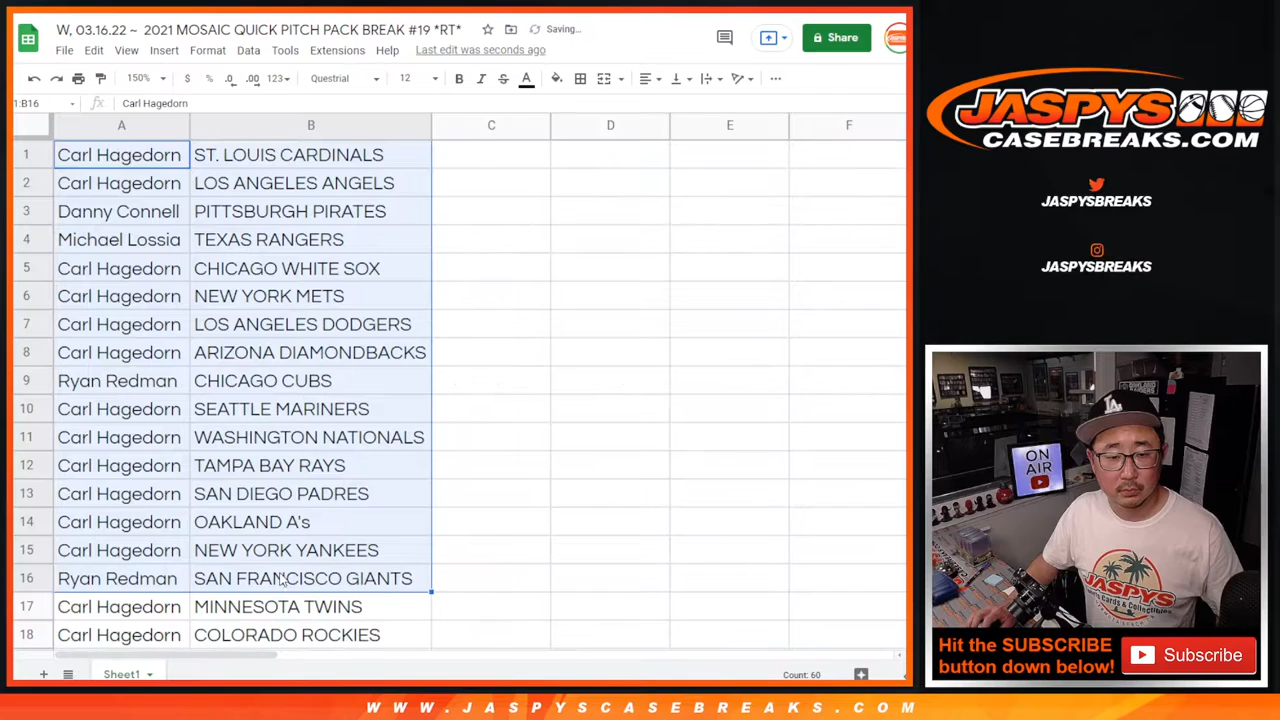 W, 03.16.22 ~ 2021 MOSAIC QUICK PITCH PACK BREAK #19 *RT*
Saving...
File Edit View Insert Format Data Tools Extensions Help Last edit was seconds ago
Share
150% $ % .0 .00 123 Questrial 12 B I S A
1:B16 fx Carl Hagedorn
A B C D E F
1 Carl Hagedorn ST. LOUIS CARDINALS
2 Carl Hagedorn LOS ANGELES ANGELS
3 Danny Connell PITTSBURGH PIRATES
4 Michael Lossia TEXAS RANGERS
5 Carl Hagedorn CHICAGO WHITE SOX
6 Carl Hagedorn NEW YORK METS
7 Carl Hagedorn LOS ANGELES DODGERS
8 Carl Hagedorn ARIZONA DIAMONDBACKS
9 Ryan Redman CHICAGO CUBS
10 Carl Hagedorn SEATTLE MARINERS
11 Carl Hagedorn WASHINGTON NATIONALS
12 Carl Hagedorn TAMPA BAY RAYS
13 Carl Hagedorn SAN DIEGO PADRES
14 Carl Hagedorn OAKLAND A's
15 Carl Hagedorn NEW YORK YANKEES
16 Ryan Redman SAN FRANCISCO GIANTS
17 Carl Hagedorn MINNESOTA TWINS
18 Carl Hagedorn COLORADO ROCKIES
Sheet1
Count: 60
JASPYS
CASEBREAKS.COM
JASPYSBREAKS
JASPYSBREAKS
ON
AIR
LA
JASPYS
Hit the SUBSCRIBE
button down below!
Subscribe
WWW.JASPYSCASEBREAKS.COM